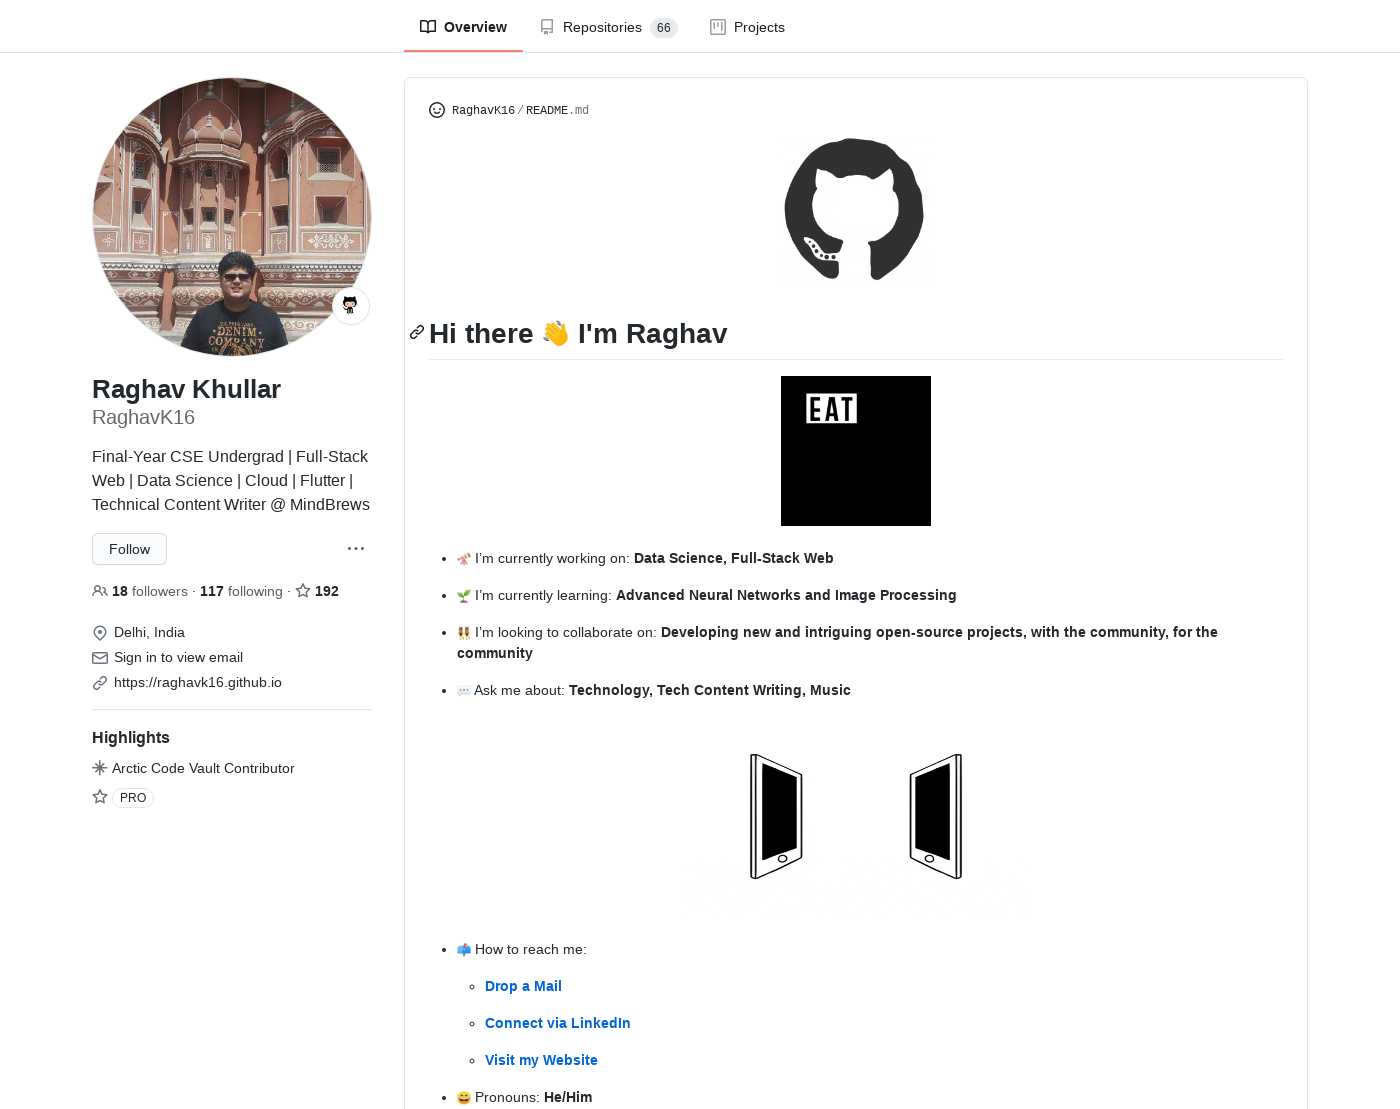 Overview
Repositories 66
Projects
RaghavK16/README.md
Hi there 👋 I'm Raghav
EAT
DENIM
COMPANY
Raghav Khullar
RaghavK16
Final-Year CSE Undergrad | Full-Stack
Web | Data Science | Cloud | Flutter |
Technical Content Writer @ MindBrews
Follow
18 followers · 117 following · 192
Delhi, India
Sign in to view email
https://raghavk16.github.io
Highlights
Arctic Code Vault Contributor
PRO
I'm currently working on: Data Science, Full-Stack Web
I'm currently learning: Advanced Neural Networks and Image Processing
I'm looking to collaborate on: Developing new and intriguing open-source projects, with the community, for the
community
Ask me about: Technology, Tech Content Writing, Music
How to reach me:
Drop a Mail
Connect via LinkedIn
Visit my Website
Pronouns: He/Him